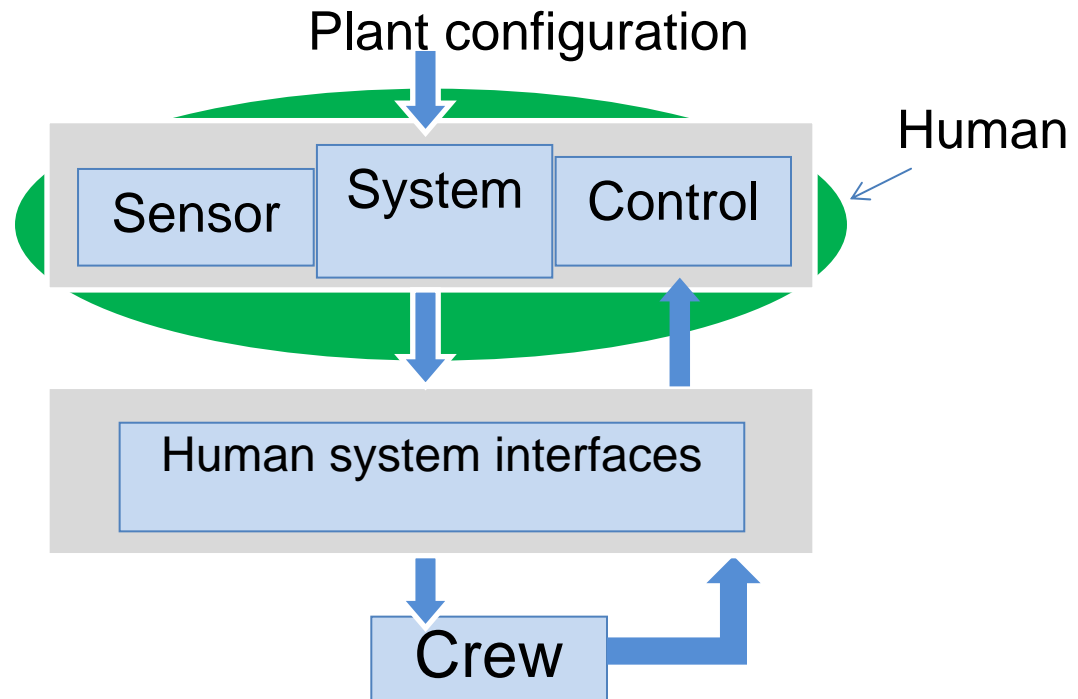 Plant configuration
Human
Sensor
System
Control
Human system interfaces
Crew